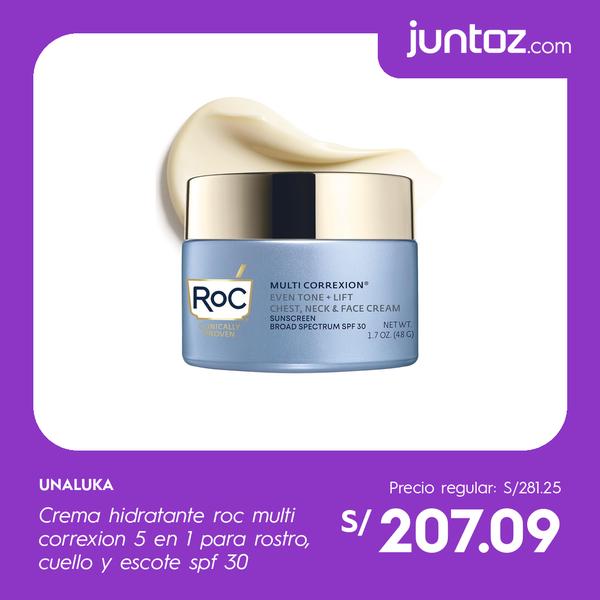 juntoz.com
RoC
CLINICALLY
PROVEN
MULTI CORREXION®
EVEN TONE + LIFT
CHEST, NECK & FACE CREAM
SUNSCREEN
BROAD SPECTRUM SPF 30
NET WT.
1.7 OZ. (48 G)
UNALUKA
Crema hidratante roc multi
correxion 5 en 1 para rostro,
cuello y escote spf 30
Precio regular: S/281.25
S/ 207.09